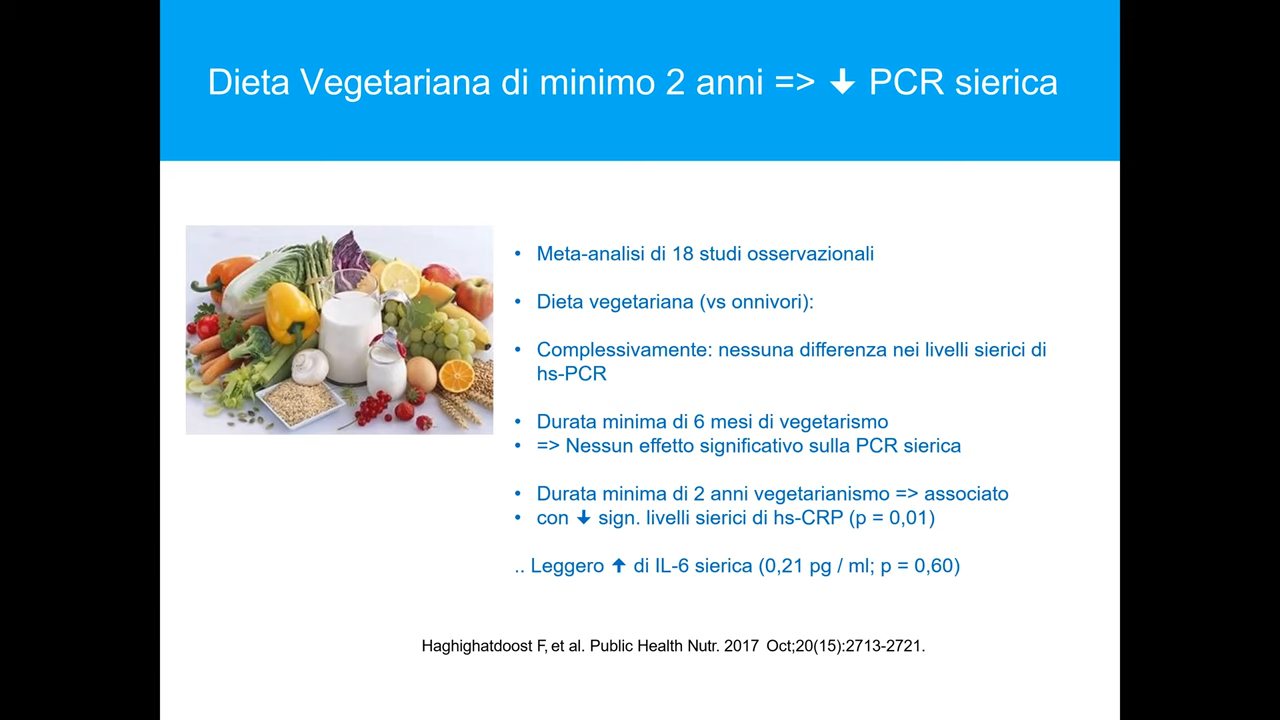 Dieta Vegetariana di minimo 2 anni => 🡇 PCR sierica
• Meta-analisi di 18 studi osservazionali
• Dieta vegetariana (vs onnivori):
• Complessivamente: nessuna differenza nei livelli sierici di
hs-PCR
• Durata minima di 6 mesi di vegetarismo
• => Nessun effetto significativo sulla PCR sierica
• Durata minima di 2 anni vegetarianismo => associato
• con 🡇 sign. livelli sierici di hs-CRP (p = 0,01)
.. Leggero 🡅 di IL-6 sierica (0,21 pg / ml; p = 0,60)
Haghighatdoost F, et al. Public Health Nutr. 2017 Oct;20(15):2713-2721.